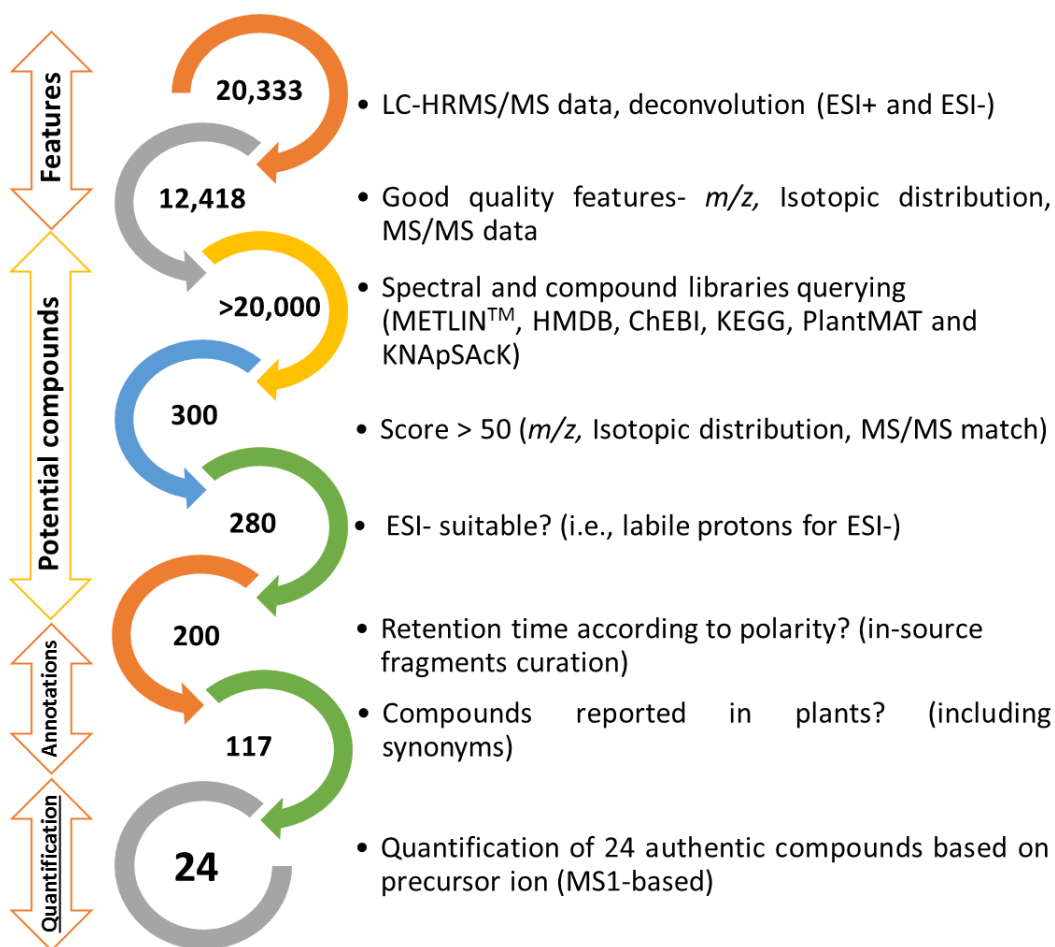 Features
20,333
• LC-HRMS/MS data, deconvolution (ESI+ and ESI-)
12,418
• Good quality features- m/z, Isotopic distribution,
MS/MS data
Potential compounds
>20,000
• Spectral and compound libraries querying
(METLIN™, HMDB, ChEBI, KEGG, PlantMAT and
KNApSAcK)
300
• Score > 50 (m/z, Isotopic distribution, MS/MS match)
280
• ESI- suitable? (i.e., labile protons for ESI-)
Annotations
200
• Retention time according to polarity? (in-source
fragments curation)
117
• Compounds reported in plants? (including
synonyms)
Quantification
24
• Quantification of 24 authentic compounds based on
precursor ion (MS1-based)